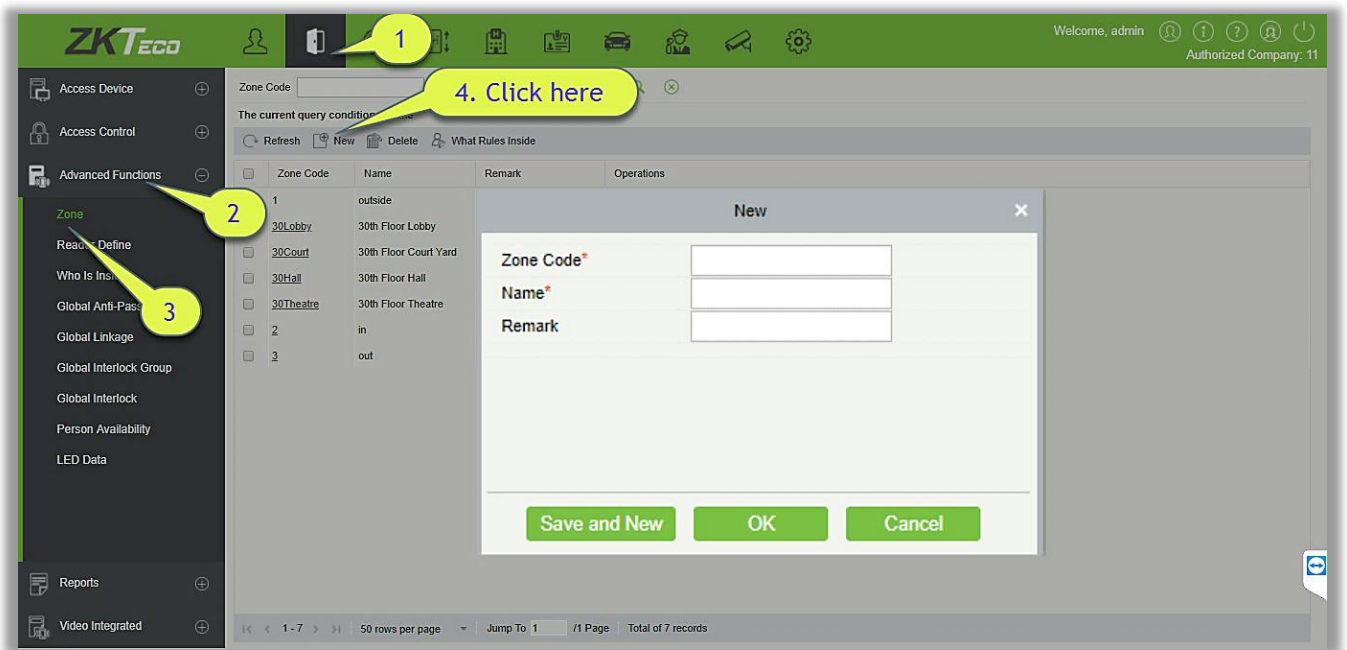 ZKTeco
1
Welcome, admin
Authorized Company: 11
Access Device
Access Control
Advanced Functions
2
Zone
Reader Define
Who Is
Global
3
Global Linkage
Global Interlock Group
Global Interlock
Person Availability
LED Data
Reports
Video Integrated
Zone Code
4. Click here
The current query
Refresh New Delete What Rules Inside
Zone Code Name Remark Operations
1 outside
30Lobby 30th Floor Lobby
30Court 30th Floor Court Yard
30Hall 30th Floor Hall
30Theatre 30th Floor Theatre
2 in
3 out
New
Zone Code*
Name*
Remark
Save and New OK Cancel
1-7 50 rows per page Jump To 1 /1 Page Total of 7 records